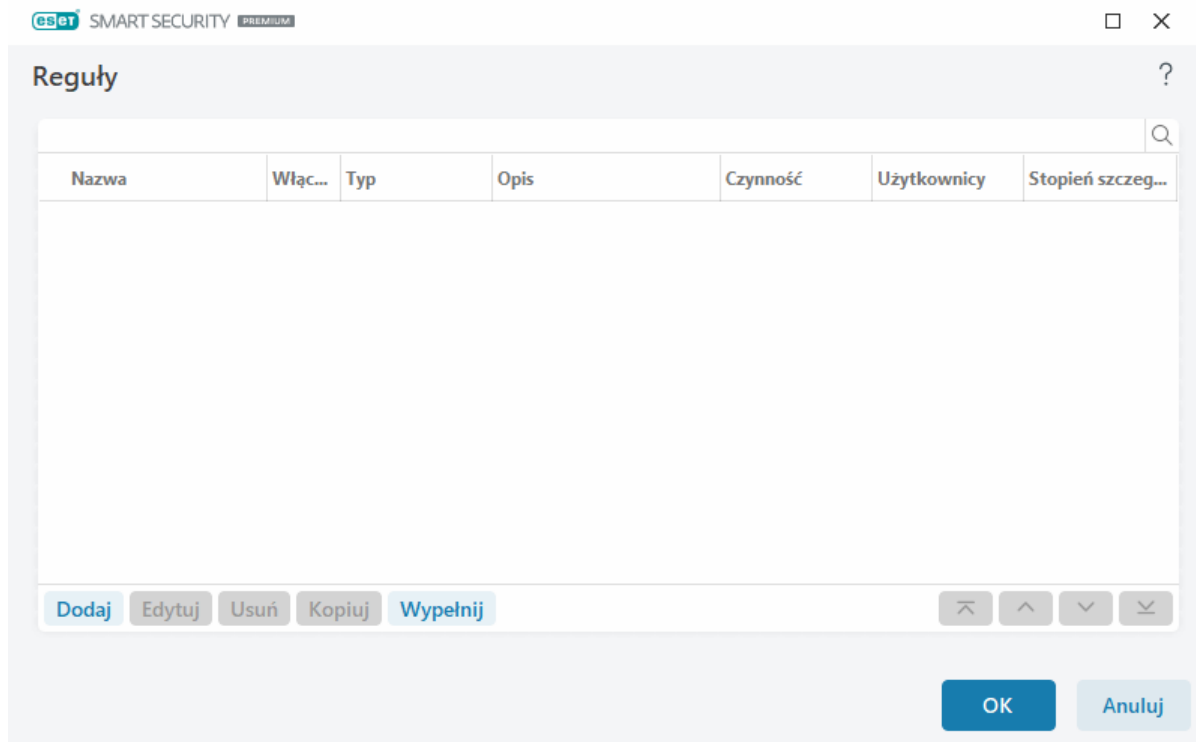 eset SMART SECURITY PREMIUM
Reguły
?
Nazwa Włąc... Typ Opis Czynność Użytkownicy Stopień szczeg...
Dodaj Edytuj Usuń Kopiuj Wypełnij
OK Anuluj